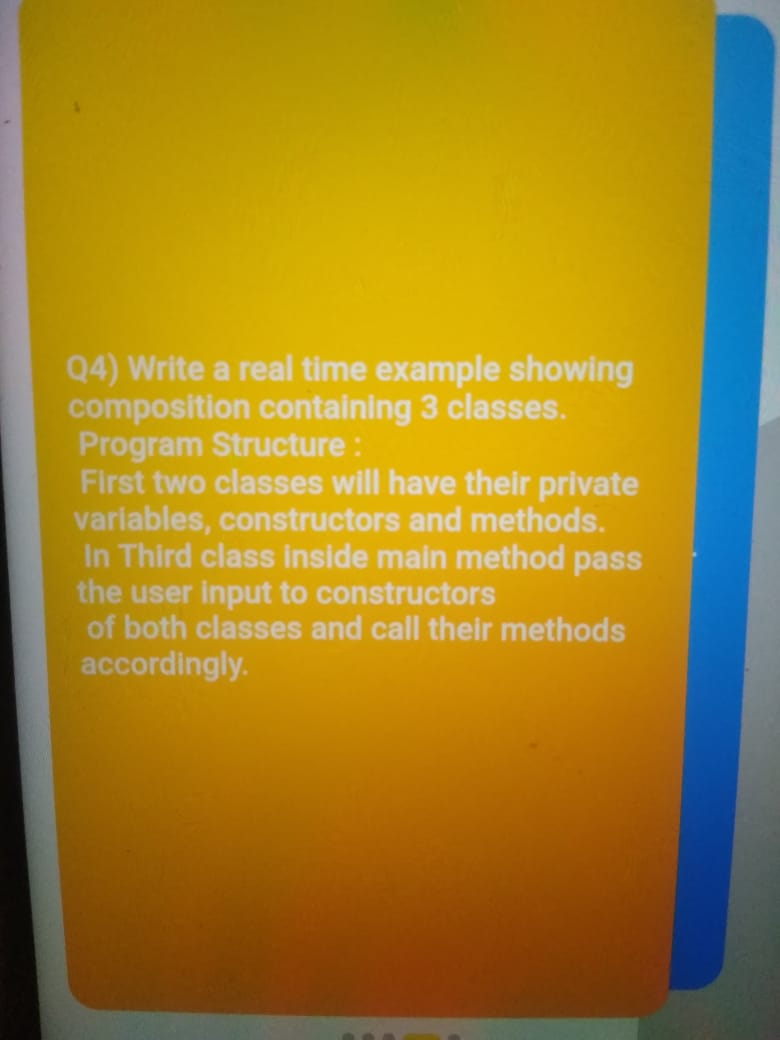 Q4) Write a real time example showing
composition containing 3 classes.
Program Structure :
First two classes will have their private
variables, constructors and methods.
In Third class inside main method pass
the user input to constructors
of both classes and call their methods
accordingly.